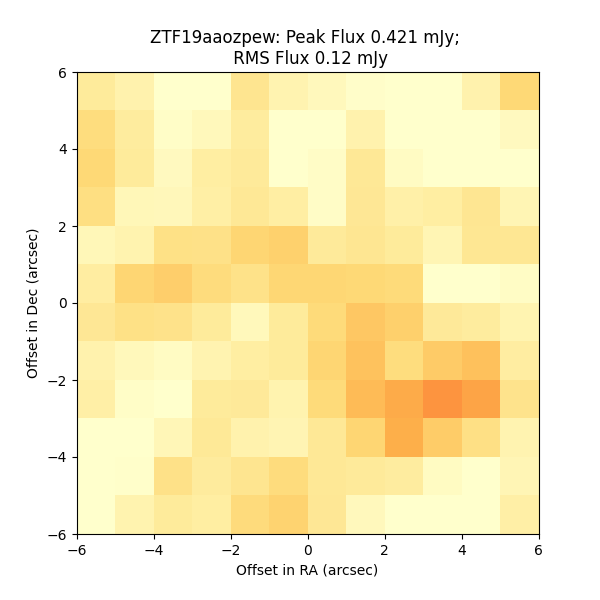 ZTF19aaozpew: Peak Flux 0.421 mJy;
RMS Flux 0.12 mJy
6
4
2
0
−2
−4
−6
Offset in Dec (arcsec)
−6 −4 −2 0 2 4 6
Offset in RA (arcsec)